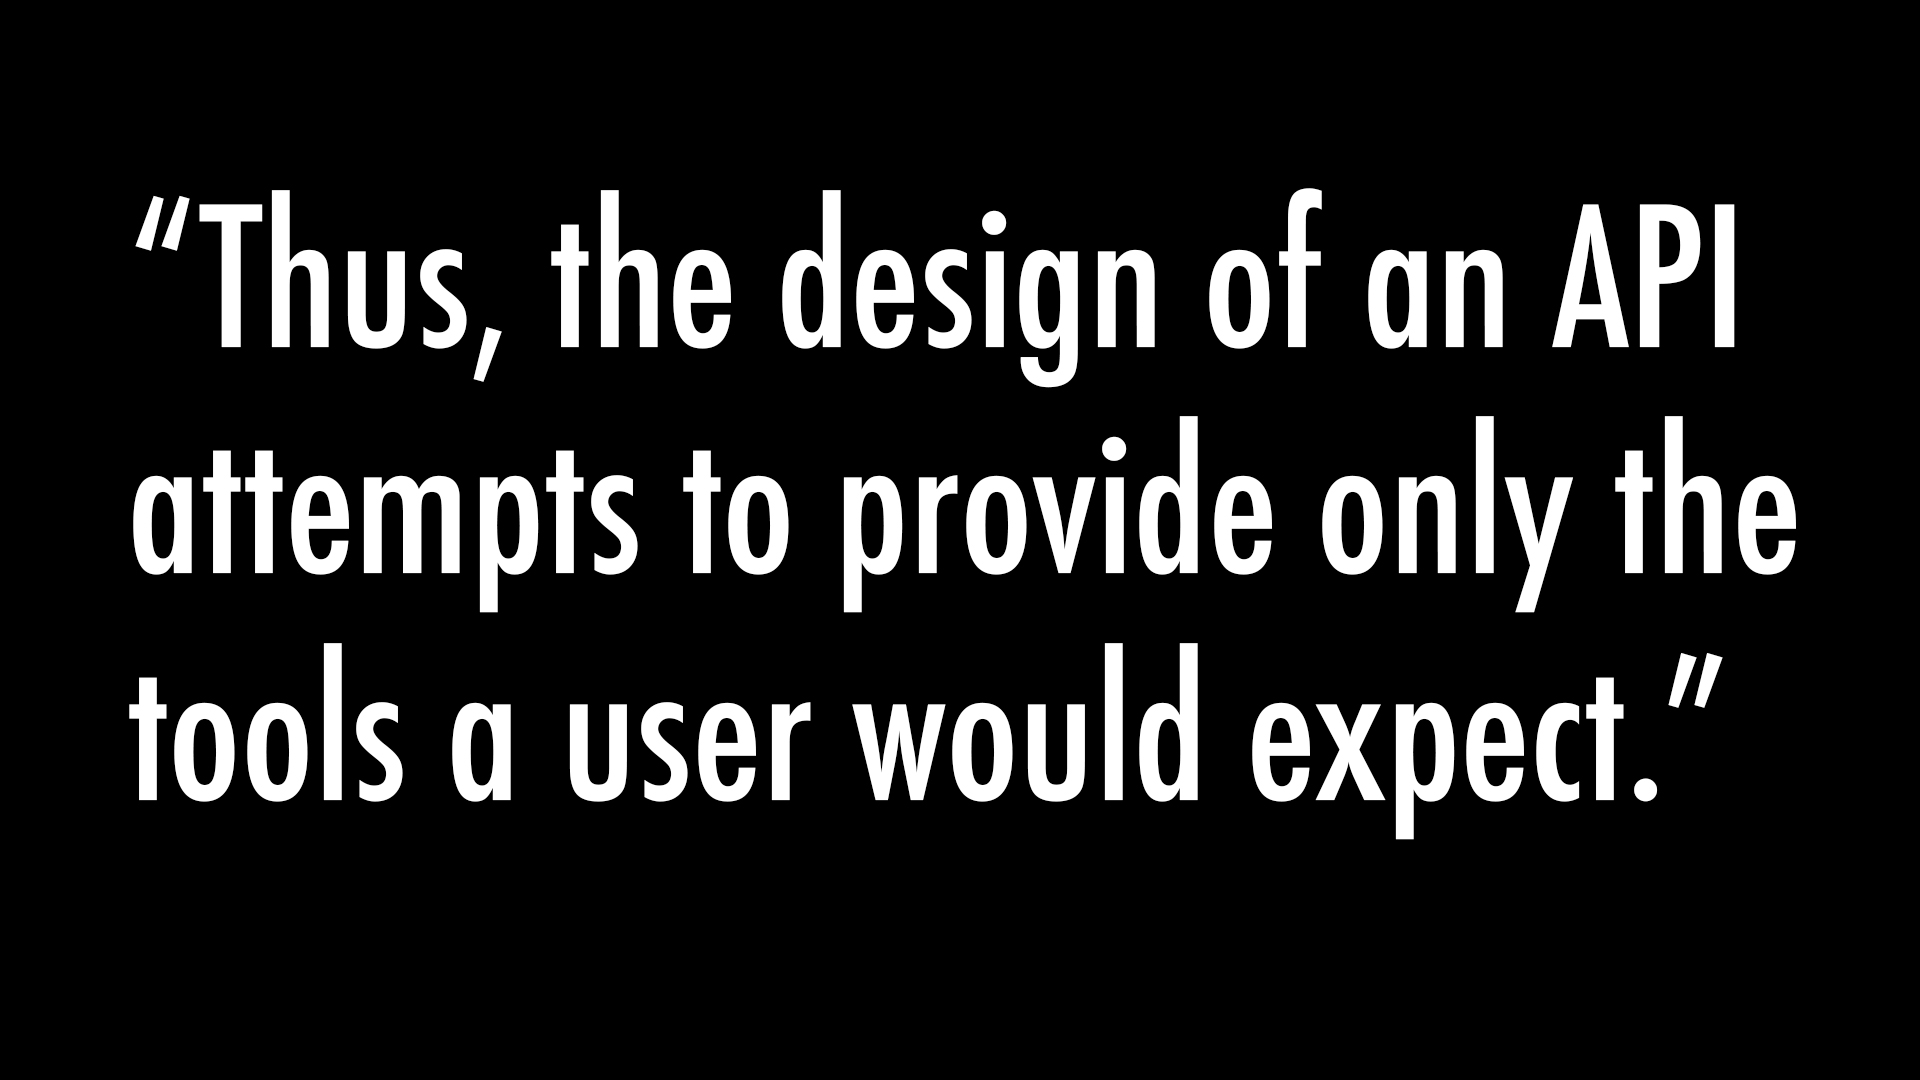 “Thus, the design of an API
attempts to provide only the
tools a user would expect.”